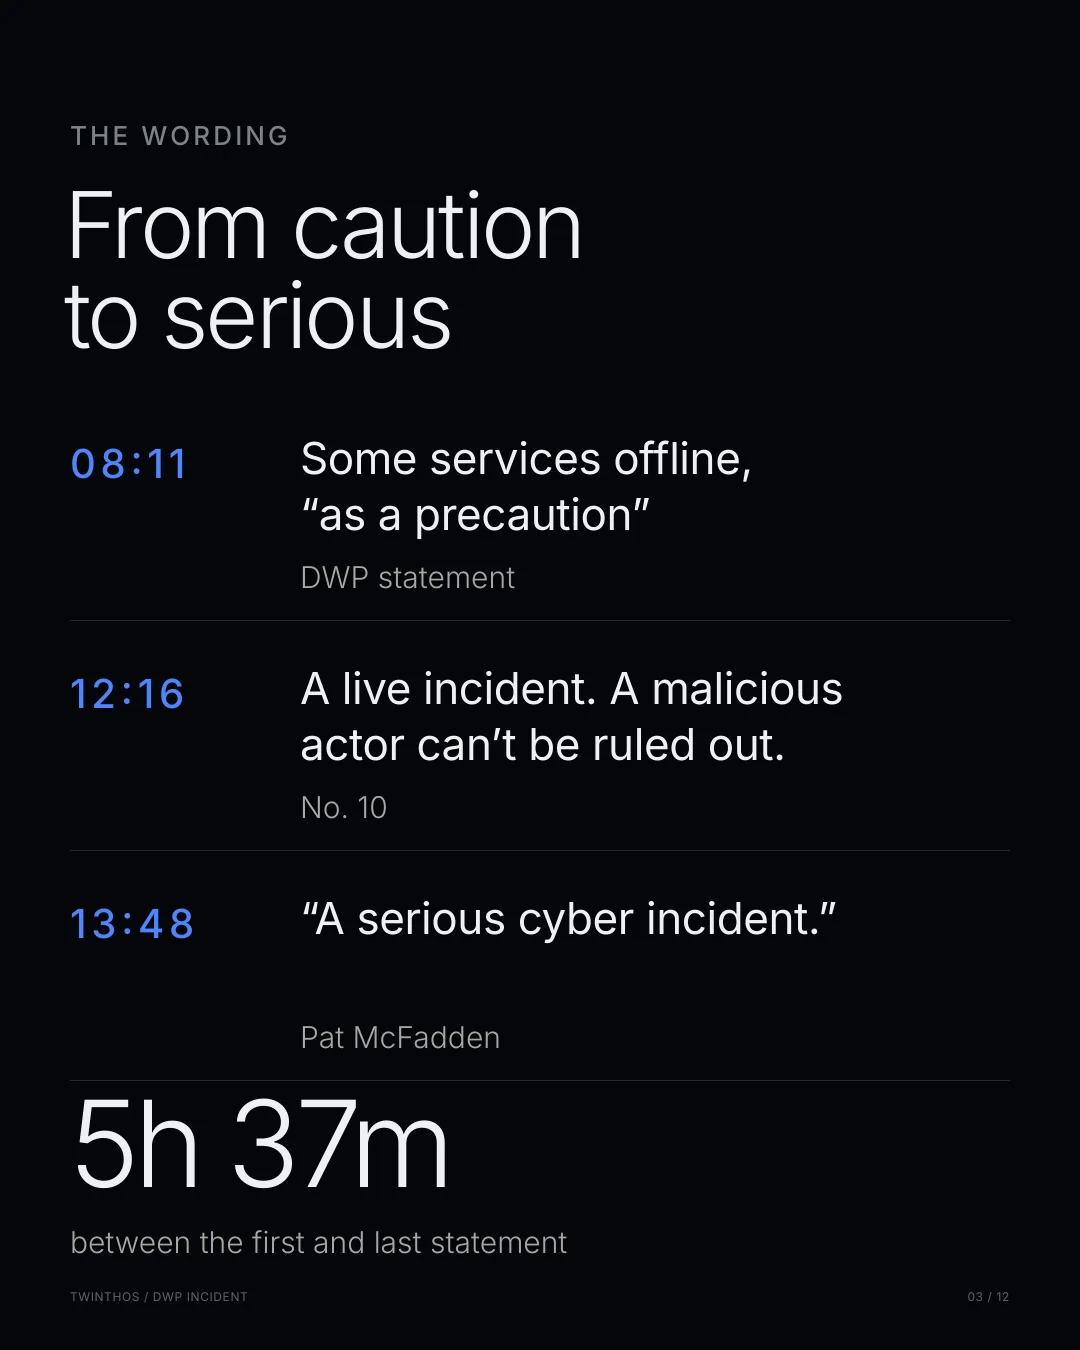 THE WORDING
From caution
to serious
08:11
Some services offline,
“as a precaution”
DWP statement
12:16
A live incident. A malicious
actor can’t be ruled out.
No. 10
13:48
“A serious cyber incident.”
Pat McFadden
5h 37m
between the first and last statement
TWINTHOS / DWP INCIDENT
03 / 12